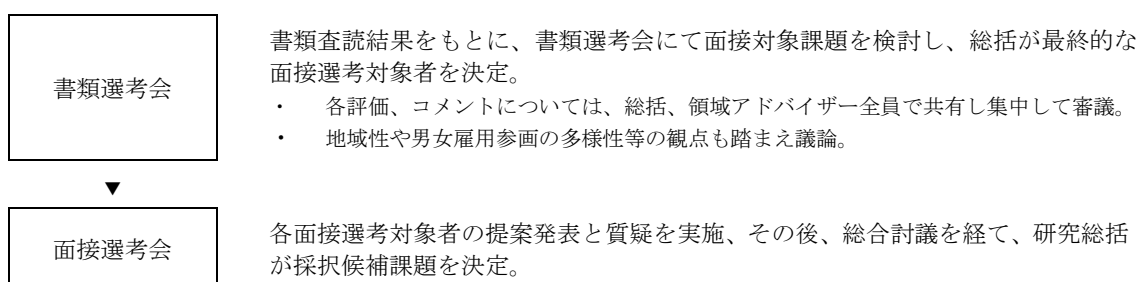 書類選考会
書類査読結果をもとに、書類選考会にて面接対象課題を検討し、総括が最終的な
面接選考対象者を決定。
・ 各評価、コメントについては、総括、領域アドバイザー全員で共有し集中して審議。
・ 地域性や男女雇用参画の多様性等の観点も踏まえ議論。
▼
面接選考会
各面接選考対象者の提案発表と質疑を実施、その後、総合討議を経て、研究総括
が採択候補課題を決定。